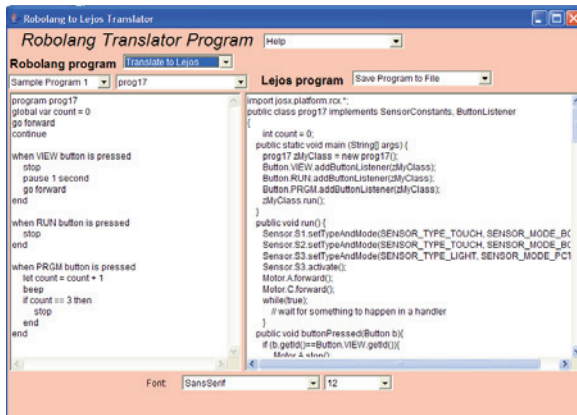 Robolang to Lejos Translator
Robolang Translator Program
Help
Robolang program
Translate to Lejos
Sample Program 1
prog17
Lejos program
Save Program to File
program prog17
global var count = 0
go forward
continue
when VIEW button is pressed
stop
pause 1 second
go forward
end
when RUN button is pressed
stop
end
when PRGM button is pressed
let count = count + 1
beep
if count == 3 then
stop
end
end
import josx.platform.rcx.*;
public class prog17 implements SensorConstants, ButtonListener
{
int count = 0;
public static void main (String[] args) {
prog17 zMyClass = new prog17();
Button.VIEW.addButtonListener(zMyClass);
Button.RUN.addButtonListener(zMyClass);
Button.PRGM.addButtonListener(zMyClass);
zMyClass.run();
}
public void run() {
Sensor.S1.setTypeAndMode(SENSOR_TYPE_TOUCH, SENSOR_MODE_BO
Sensor.S2.setTypeAndMode(SENSOR_TYPE_TOUCH, SENSOR_MODE_BO
Sensor.S3.setTypeAndMode(SENSOR_TYPE_LIGHT, SENSOR_MODE_PCT
Sensor.S3.activate();
Motor.A.forward();
Motor.C.forward();
while(true);
// wait for something to happen in a handler
}
public void buttonPressed(Button b){
if (b.getId()==Button.VIEW.getId()){
Motor.A.stop();
Font:
SansSerif
12